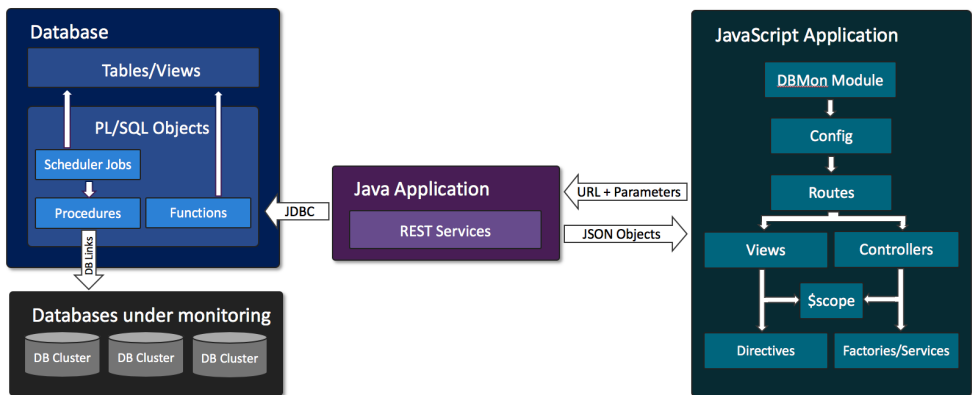 Database
Tables/Views
PL/SQL Objects
Scheduler Jobs
Procedures
Functions
DB Links
Databases under monitoring
DB Cluster
DB Cluster
DB Cluster
JDBC
Java Application
REST Services
URL + Parameters
JSON Objects
JavaScript Application
DBMon Module
Config
Routes
Views
Controllers
$scope
Directives
Factories/Services